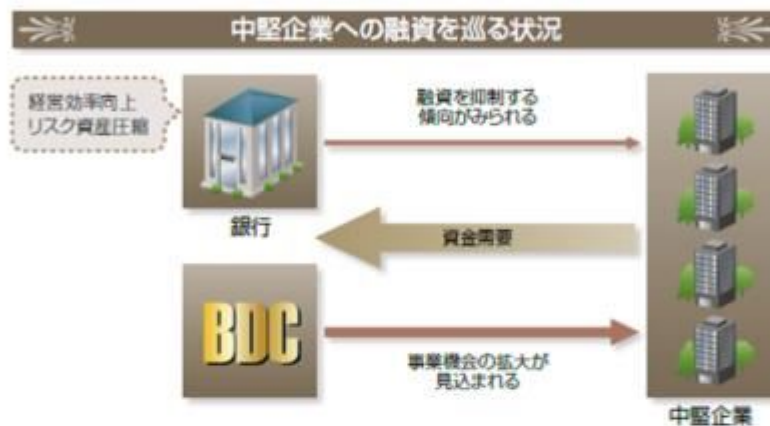 中堅企業への融資を巡る状況
経営効率向上
リスク資産圧縮
融資を抑制する
傾向がみられる
銀行
資金需要
BDC
事業機会の拡大が
見込まれる
中堅企業